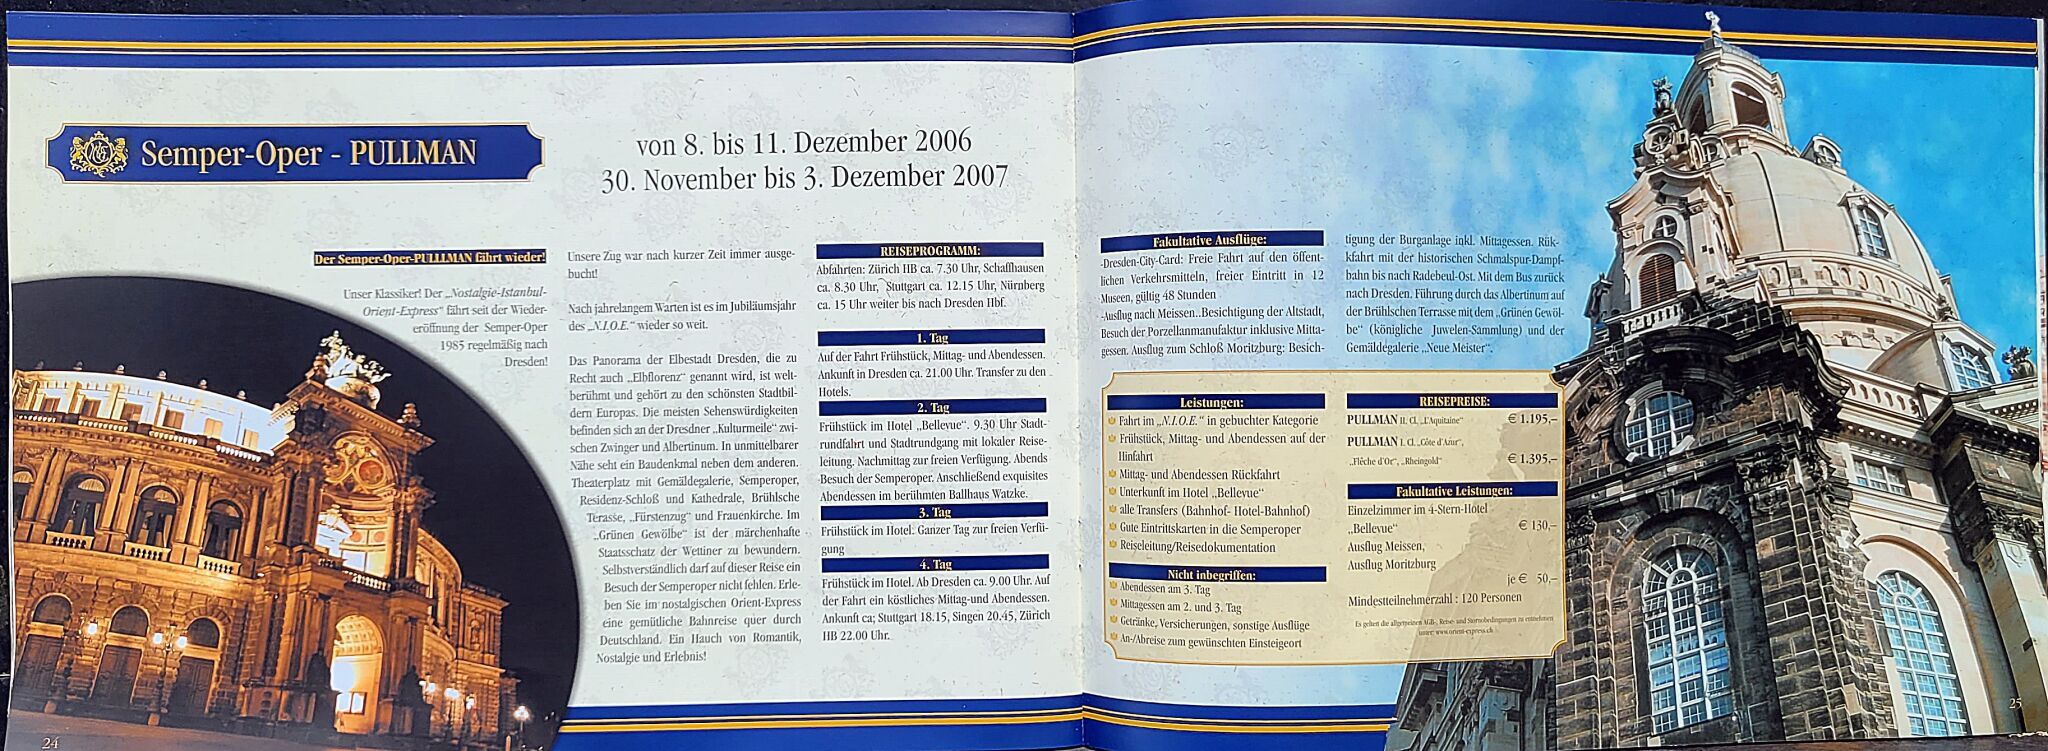 Semper-Oper - PULLMAN
von 8. bis 11. Dezember 2006
30. November bis 3. Dezember 2007
Der Semper-Oper-PULLLMAN fährt wieder!
Unser Klassiker! Der „Nostalgie-Istanbul-
Orient-Express“ fährt seit der Wieder-
eröffnung der Semper-Oper
1985 regelmäßig nach
Dresden!
Unsere Zug war nach kurzer Zeit immer ausge-
bucht!
Nach jahrelangem Warten ist es im Jubiläumsjahr
des „N.I.O.E.“ wieder so weit.
Das Panorama der Elbestadt Dresden, die zu
Recht auch „Elbflorenz“ genannt wird, ist welt-
berühmt und gehört zu den schönsten Stadtbil-
dern Europas. Die meisten Sehenswürdigkeiten
befinden sich an der Dresdner „Kulturmeile“ zwi-
schen Zwinger und Albertinum. In unmittelbarer
Nähe seht ein Baudenkmal neben dem anderen.
Theaterplatz mit Gemäldegalerie, Semperoper,
Residenz-Schloß und Kathedrale, Brühlsche
Terasse, „Fürstenzug“ und Frauenkirche. Im
„Grünen Gewölbe“ ist der märchenhafte
Staatsschatz der Wettiner zu bewundern.
Selbstverständlich darf auf dieser Reise ein
Besuch der Semperoper nicht fehlen. Erle-
ben Sie im nostalgischen Orient-Express
eine gemütliche Bahnreise quer durch
Deutschland. Ein Hauch von Romantik,
Nostalgie und Erlebnis!
REISEPROGRAMM:
Abfahrten: Zürich HB ca. 7.30 Uhr, Schaffhausen
ca. 8.30 Uhr, Stuttgart ca. 12.15 Uhr, Nürnberg
ca. 15 Uhr weiter bis nach Dresden Hbf.
1. Tag
Auf der Fahrt Frühstück, Mittag- und Abendessen.
Ankunft in Dresden ca. 21.00 Uhr. Transfer zu den
Hotels.
2. Tag
Frühstück im Hotel „Bellevue“. 9.30 Uhr Stadt-
rundfahrt und Stadtrundgang mit lokaler Reise-
leitung. Nachmittag zur freien Verfügung. Abends
Besuch der Semperoper. Anschließend exquisites
Abendessen im berühmten Ballhaus Watzke.
3. Tag
Frühstück im Hotel. Ganzer Tag zur freien Verfü-
gung
4. Tag
Frühstück im Hotel. Ab Dresden ca. 9.00 Uhr. Auf
der Fahrt ein köstliches Mittag-und Abendessen.
Ankunft ca; Stuttgart 18.15, Singen 20.45, Zürich
HB 22.00 Uhr.
24
Fakultative Ausflüge:
-Dresden-City-Card: Freie Fahrt auf den öffent-
lichen Verkehrsmitteln, freier Eintritt in 12
Museen, gültig 48 Stunden
-Ausflug nach Meissen..Besichtigung der Altstadt,
Besuch der Porzellanmanufaktur inklusive Mitta-
gessen. Ausflug zum Schloß Moritzburg: Besich-
tigung der Burganlage inkl. Mittagessen. Rük-
kfahrt mit der historischen Schmalspur-Dampf-
bahn bis nach Radebeul-Ost. Mit dem Bus zurück
nach Dresden. Führung durch das Albertinum auf
der Brühlschen Terrasse mit dem „Grünen Gewöl-
be“ (königliche Juwelen-Sammlung) und der
Gemäldegalerie „Neue Meister“.
Leistungen:
Fahrt im „N.I.O.E.“ in gebuchter Kategorie
Frühstück, Mittag- und Abendessen auf der
Hinfahrt
Mittag- und Abendessen Rückfahrt
Unterkunft im Hotel „Bellevue“
alle Transfers (Bahnhof- Hotel-Bahnhof)
Gute Eintrittskarten in die Semperoper
Reiseleitung/Reisedokumentation
Nicht inbegriffen:
Abendessen am 3. Tag
Mittagessen am 2. und 3. Tag
Getränke, Versicherungen, sonstige Ausflüge
An-/Abreise zum gewünschten Einsteigeort
REISEPREISE:
PULLMAN II. Cl. „L'Aquitaine“ € 1.195,–
PULLMAN I. Cl. „Côte d'Azur“,
„Flèche d'Or“, „Rheingold“ € 1.395,–
Fakultative Leistungen:
Einzelzimmer im 4-Stern-Hotel
„Bellevue“ € 130,–
Ausflug Meissen,
Ausflug Moritzburg
je € 50,–
Mindestteilnehmerzahl : 120 Personen
Es gelten die allgemeinen AGB-, Reise- und Stornobedingungen zu entnehmen
unter: www.orient-express.ch
25